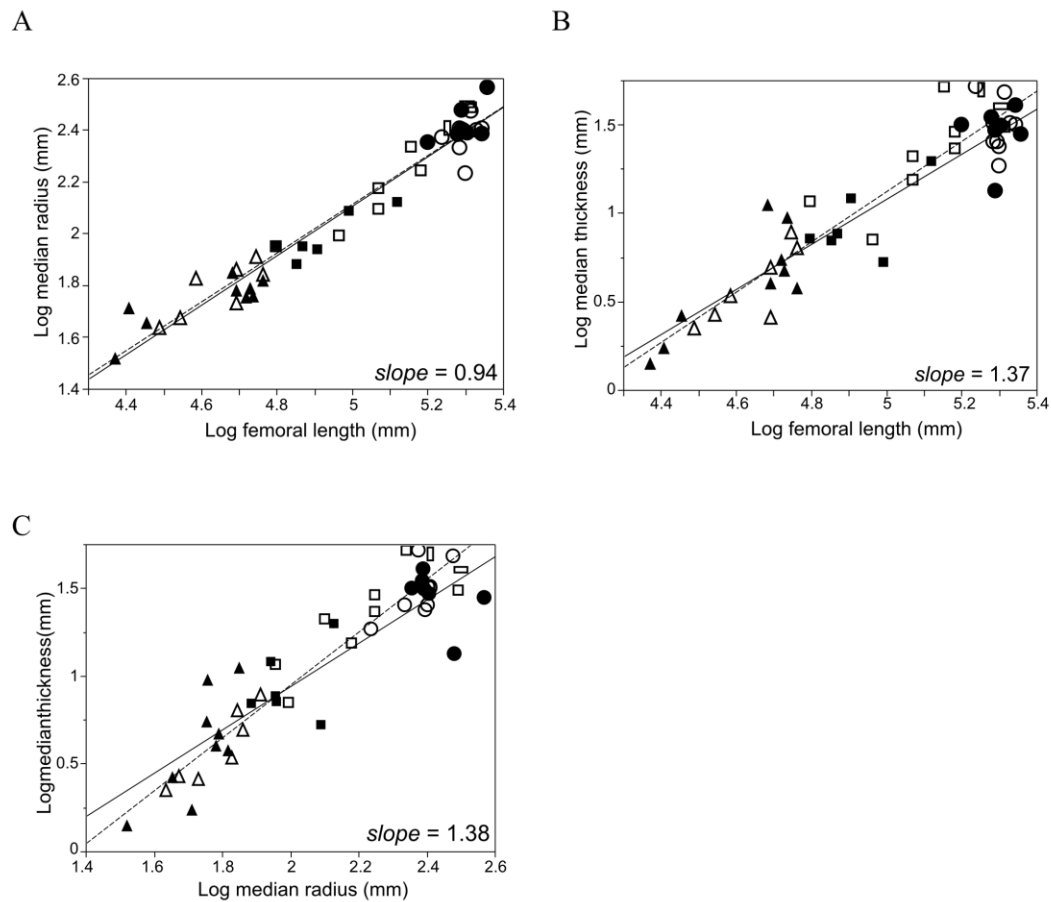 A
Log median radius (mm)
2.6
2.4
2.2
2
1.8
1.6
1.4
slope = 0.94
4.4 4.6 4.8 5 5.2 5.4
Log femoral length (mm)
B
Log median thickness (mm)
1.5
1
0.5
0
slope = 1.37
4.4 4.6 4.8 5 5.2 5.4
Log femoral length (mm)
C
Logmedianthickness(mm)
1.5
1
0.5
0
slope = 1.38
1.4 1.6 1.8 2 2.2 2.4 2.6
Log median radius (mm)